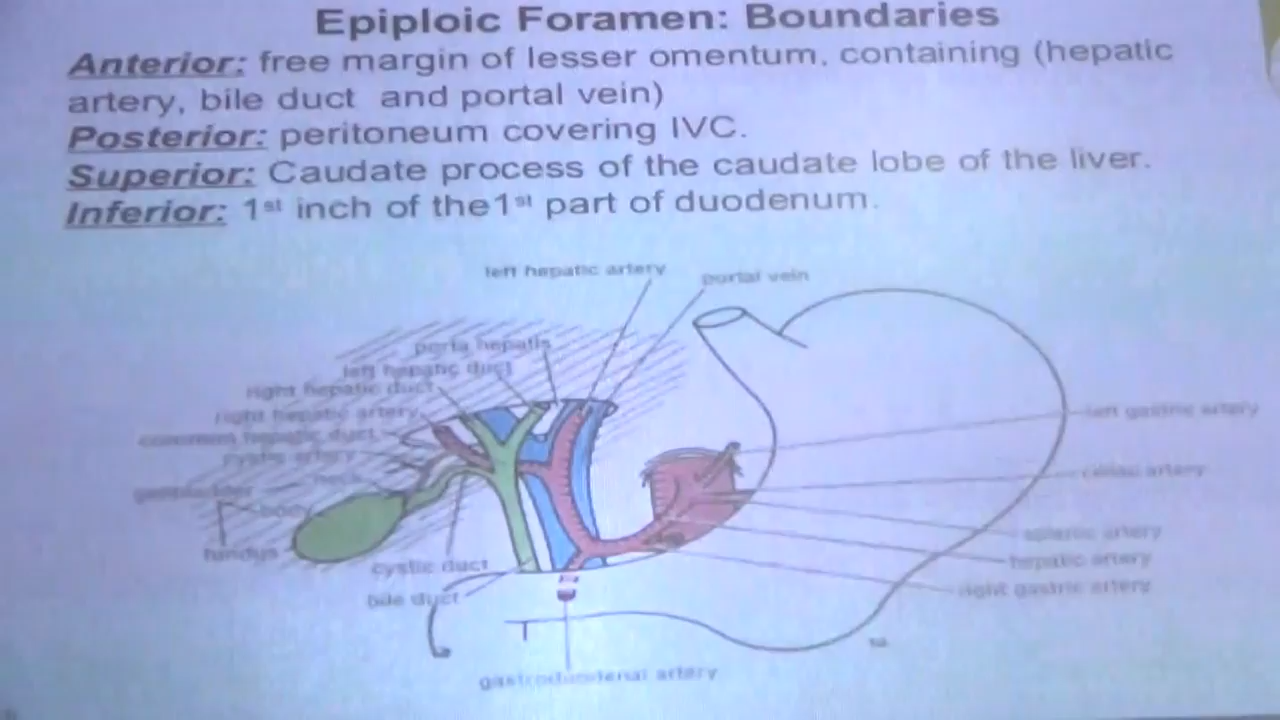 Epiploic Foramen: Boundaries
Anterior: free margin of lesser omentum, containing (hepatic
artery, bile duct and portal vein)
Posterior: peritoneum covering IVC.
Superior: Caudate process of the caudate lobe of the liver.
Inferior: 1st inch of the1st part of duodenum.
left hepatic artery
portal vein
porta hepatis
left hepatic duct
right hepatic duct
right hepatic artery
common hepatic duct
cystic artery
neck
gallbladder
body
fundus
cystic duct
bile duct
left gastric artery
celiac artery
splenic artery
hepatic artery
right gastric artery
gastroduodenal artery